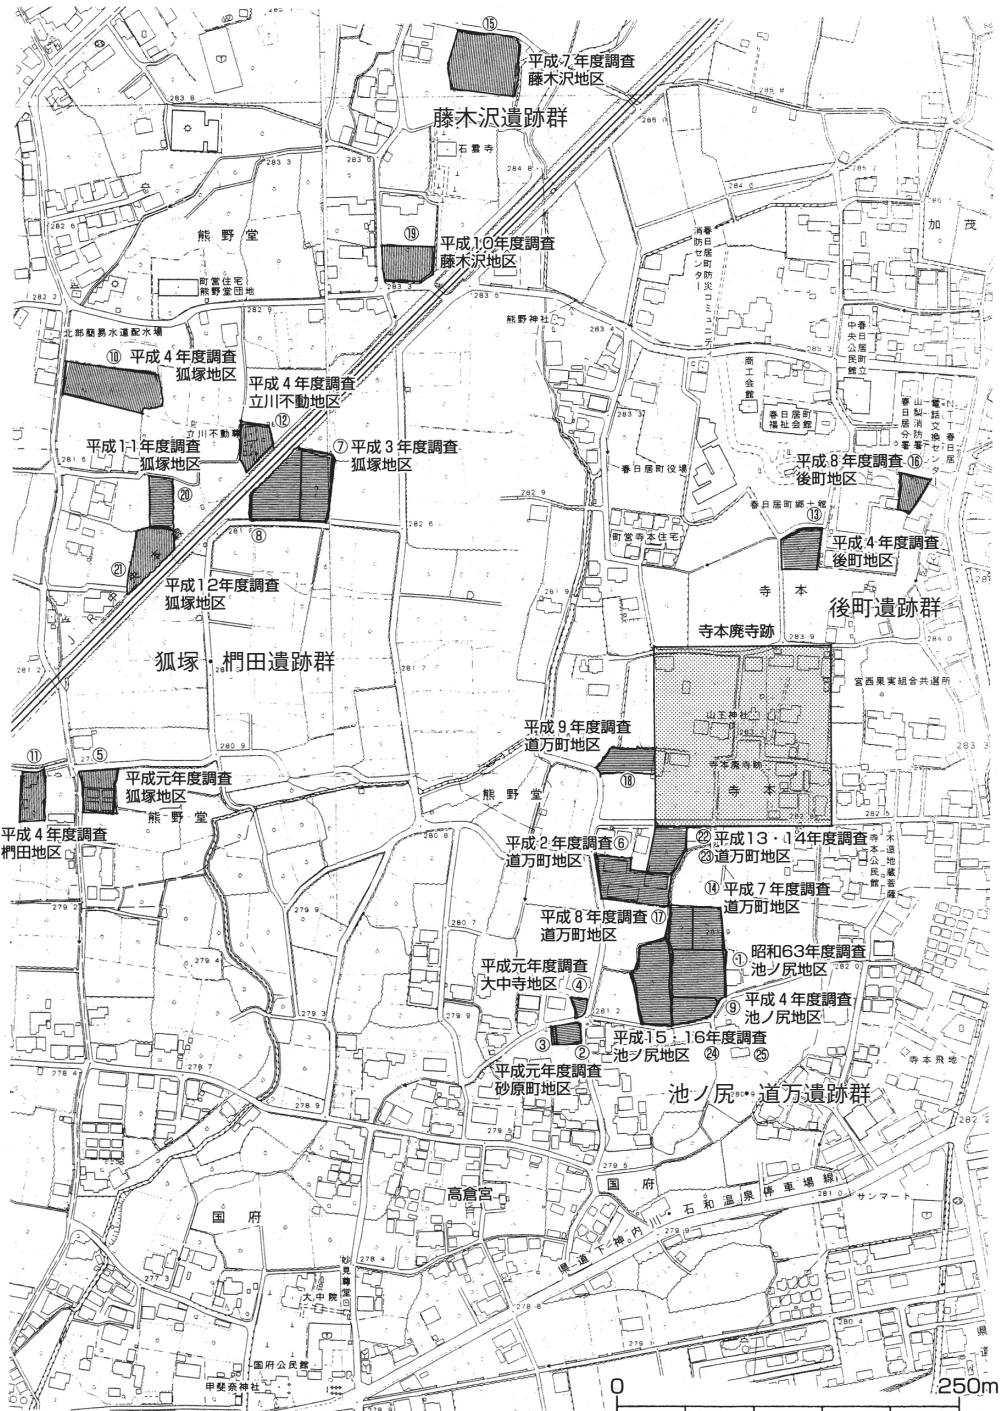 ⑮
平成7年度調査
藤木沢地区
藤木沢遺跡群
石雲寺
熊野堂
⑲
平成10年度調査
藤木沢地区
春日居町防災コミュニティ
消防センター
加茂
町営住宅
熊野堂団地
北部簡易水道配水場
熊野神社
春日居町立
中央公民館
商工会館
春日居町
福祉会館
NTT春日居
電話交換センター
山梨消防署
春日居分署
⑩ 平成4年度調査
狐塚地区
平成4年度調査
立川不動地区
⑫
立川不動尊
平成11年度調査
狐塚地区
⑳
⑦平成3年度調査
狐塚地区
⑧
春日居町役場
平成8年度調査 ⑯
後町地区
春日居町郷土館
⑬
平成4年度調査
後町地区
町営寺本住宅
㉑
平成12年度調査
狐塚地区
寺本
後町遺跡群
寺本廃寺跡
狐塚・椚田遺跡群
宮西果実組合共選所
山王神社
寺本廃寺跡
寺本
平成9年度調査
道万町地区
⑱
⑪
⑤
平成元年度調査
狐塚地区
熊野堂
平成4年度調査
椚田地区
熊野堂
平成2年度調査⑥
道万町地区
㉒平成13・14年度調査
㉓道万町地区
木造地蔵菩薩
寺本公民館
⑭平成7年度調査
道万町地区
平成8年度調査⑰
道万町地区
①昭和63年度調査
池ノ尻地区
平成元年度調査
大中寺地区 ④
⑨平成4年度調査
池ノ尻地区
③ ②
平成15・16年度調査
池ノ尻地区 ㉔ ㉕
平成元年度調査
砂原町地区
寺本飛地
池ノ尻・道万遺跡群
高倉宮
国府
県道下神内川・石和温泉停車場線
サンマート
国府
妙見尊堂
大中院
国府公民館
甲斐奈神社
県道
0 250m